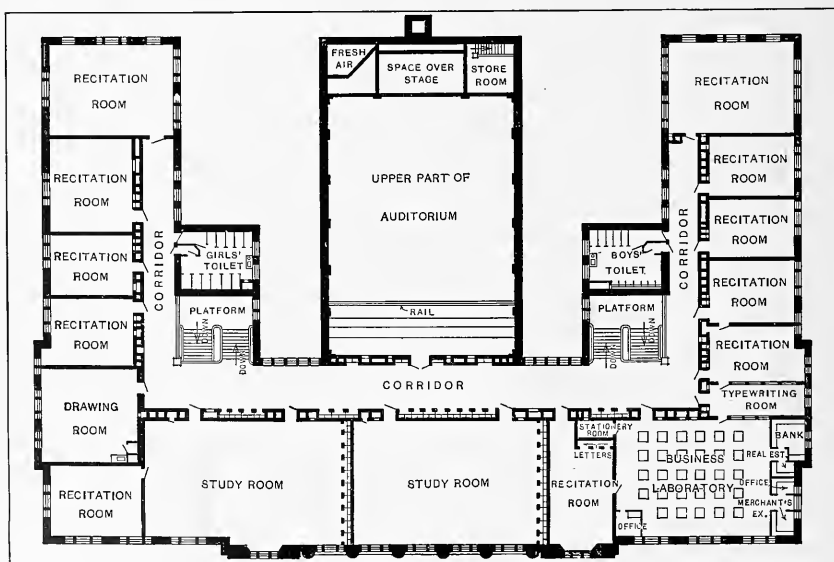 FRESH
AIR
SPACE OVER
STAGE
STORE
ROOM
RECITATION
ROOM
RECITATION
ROOM
RECITATION
ROOM
RECITATION
ROOM
CORRIDOR
GIRLS'
TOILET
PLATFORM
DOWN
DOWN
DRAWING
ROOM
RECITATION
ROOM
UPPER PART OF
AUDITORIUM
RAIL
CORRIDOR
RECITATION
ROOM
RECITATION
ROOM
RECITATION
ROOM
RECITATION
ROOM
RECITATION
ROOM
CORRIDOR
BOYS'
TOILET
PLATFORM
DOWN
DOWN
TYPEWRITING
ROOM
STUDY ROOM
STUDY ROOM
STATIONERY
ROOM
LETTERS
RECITATION
ROOM
OFFICE
BUSINESS
LABORATORY
BANK
REAL EST.
OFFICE
MERCHANT'S
EX.